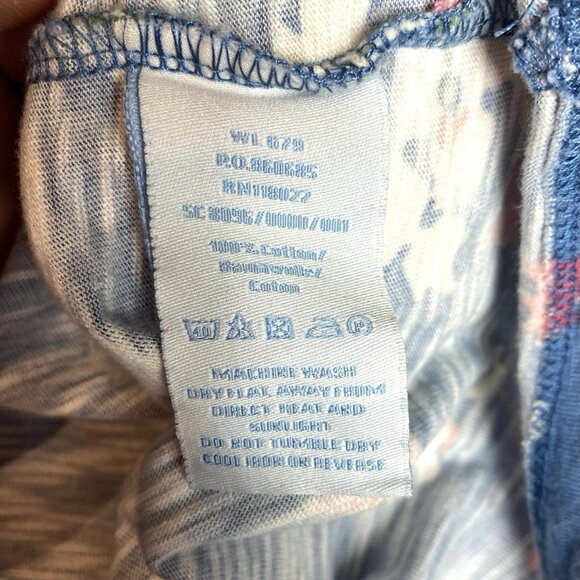 WL 679
P.O.860685
RN118027
SC 8096/0000/001
100% Cotton/
Baumwolle/
Coton
40
MACHINE WASH
DRY FLAT AWAY FROM
DIRECT HEAT AND
SUNLIGHT
DO NOT TUMBLE DRY
COOL IRON ON REVERSE